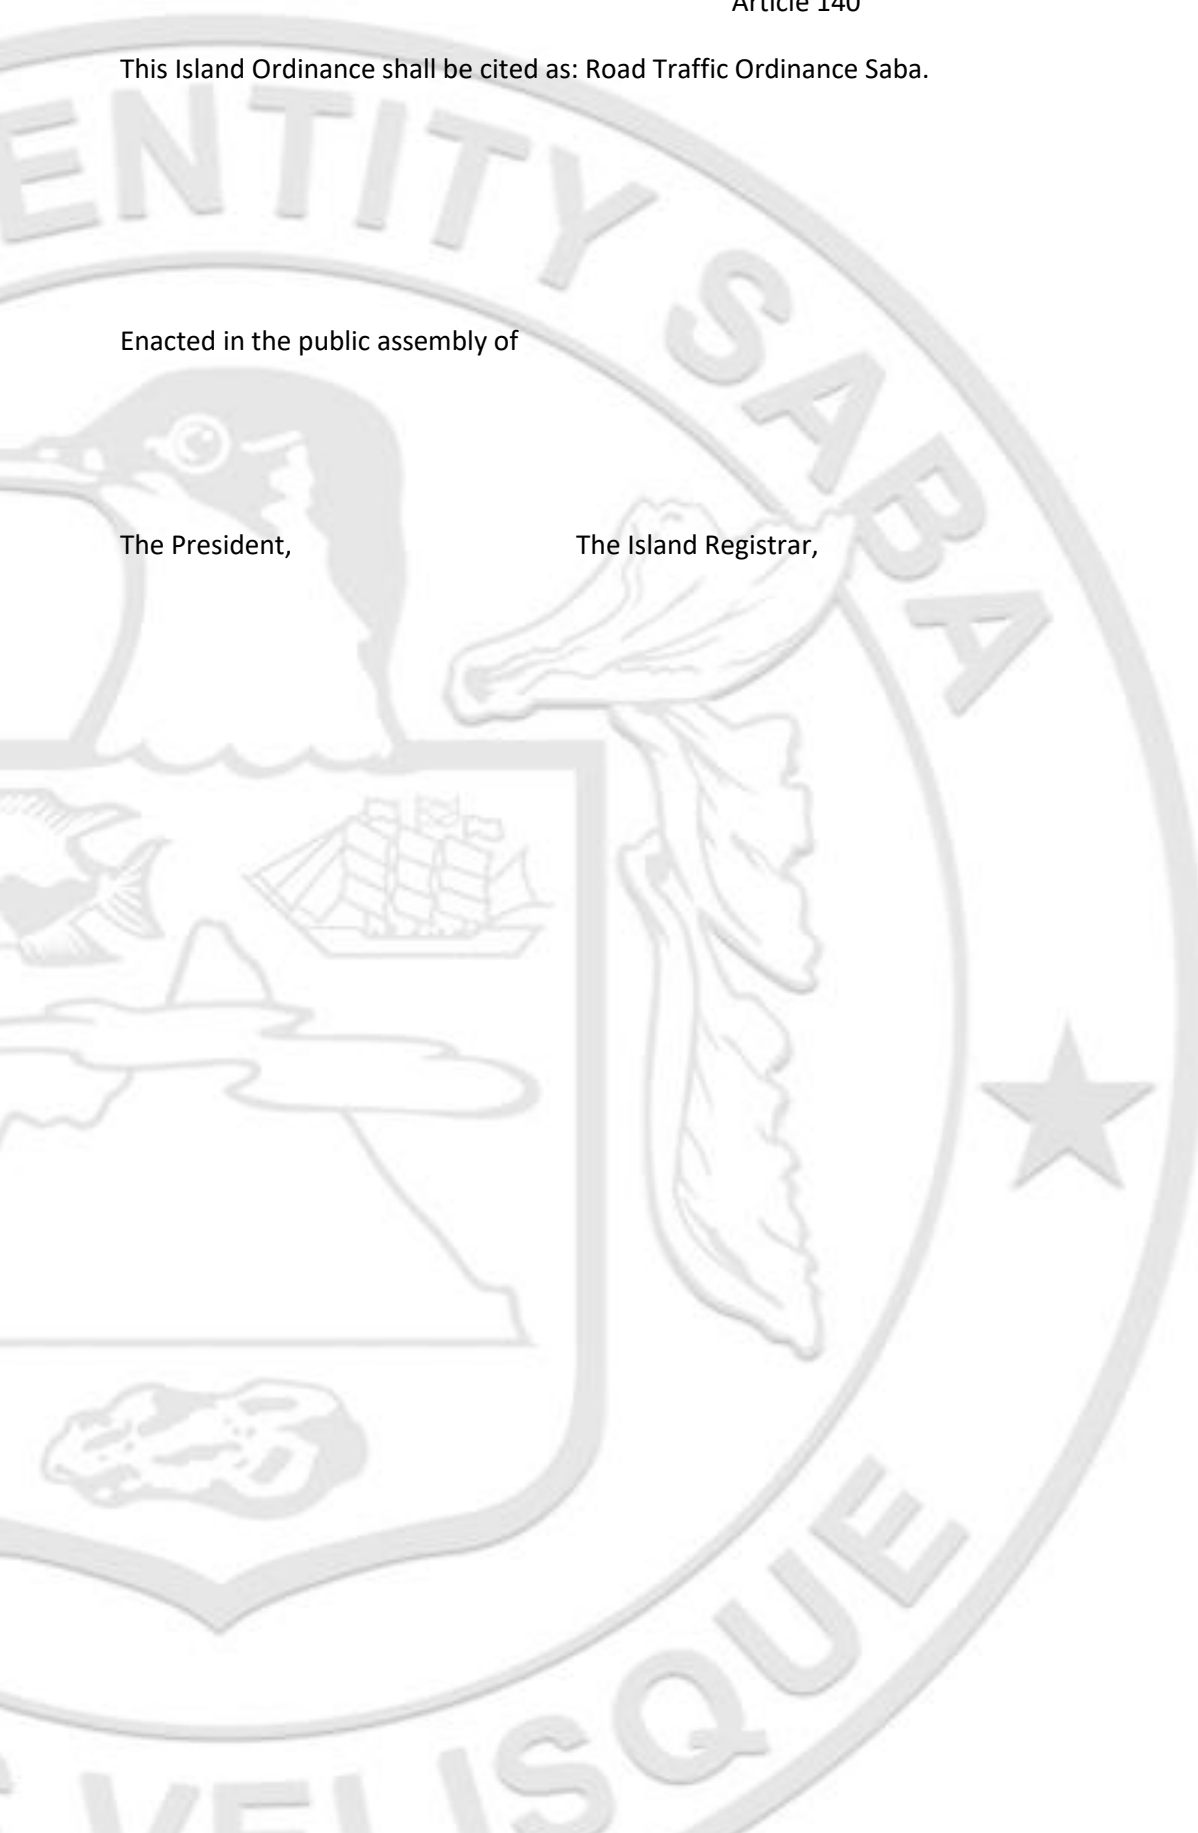 Article 140
This Island Ordinance shall be cited as: Road Traffic Ordinance Saba.
ENTITY SABA
Enacted in the public assembly of
The President,
The Island Registrar,
VELISQUE